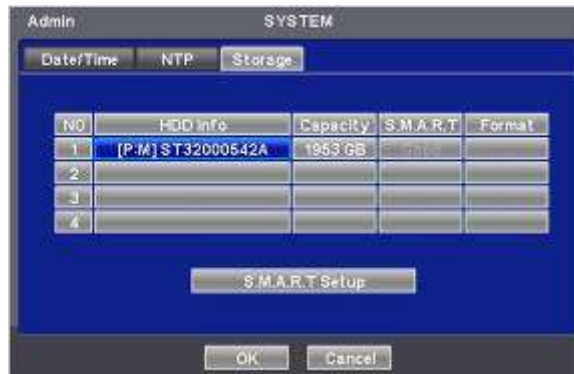 Admin SYSTEM
Date/Time NTP Storage
NO HDD Info Capacity S.M.A.R.T Format
1 [P:M] ST32000542A 1953 GB
2
3
4
S.M.A.R.T Setup
OK Cancel